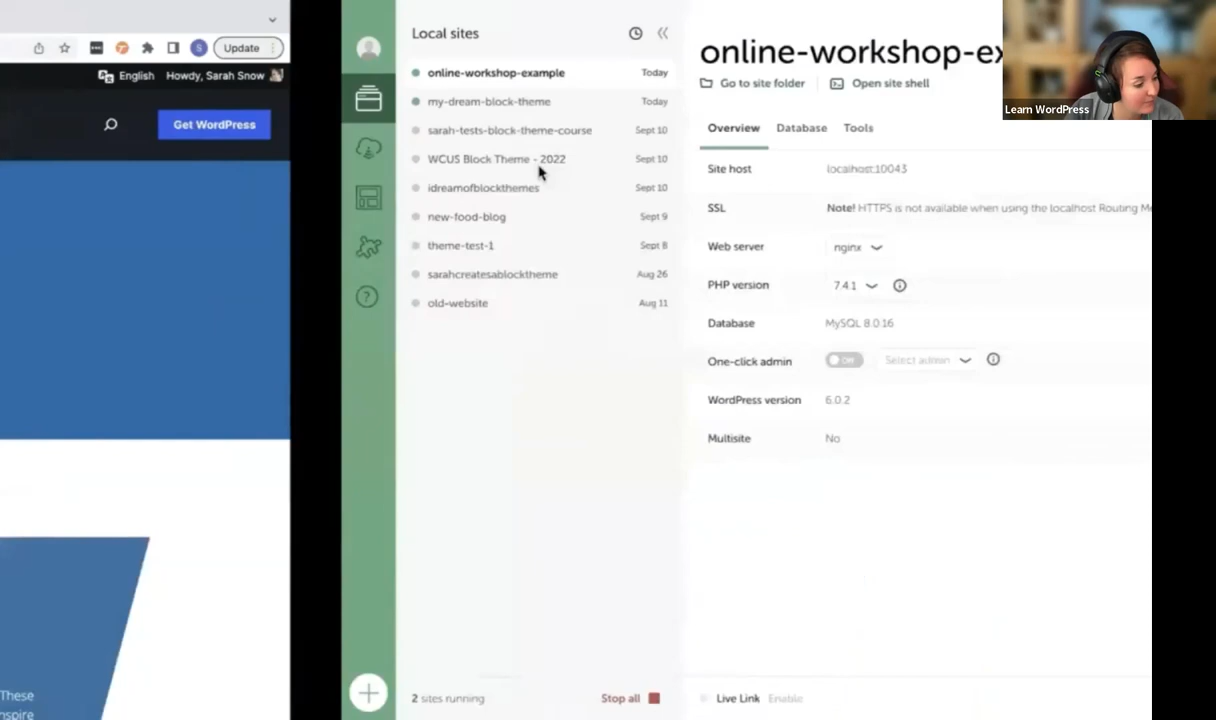 Update
English
Howdy, Sarah Snow
Get WordPress
These
nspire
Local sites
online-workshop-example Today
my-dream-block-theme Today
sarah-tests-block-theme-course Sept 10
WCUS Block Theme - 2022 Sept 10
idreamofblockthemes Sept 10
new-food-blog Sept 9
theme-test-1 Sept 8
sarahcreatesablocktheme Aug 26
old-website Aug 11
2 sites running Stop all
online-workshop-ex
Go to site folder Open site shell
Overview Database Tools
Site host localhost:10043
SSL Note! HTTPS is not available when using the localhost Routing M
Web server nginx
PHP version 7.4.1
Database MySQL 8.0.16
One-click admin Off Select admin
WordPress version 6.0.2
Multisite No
Live Link Enable
Learn WordPress